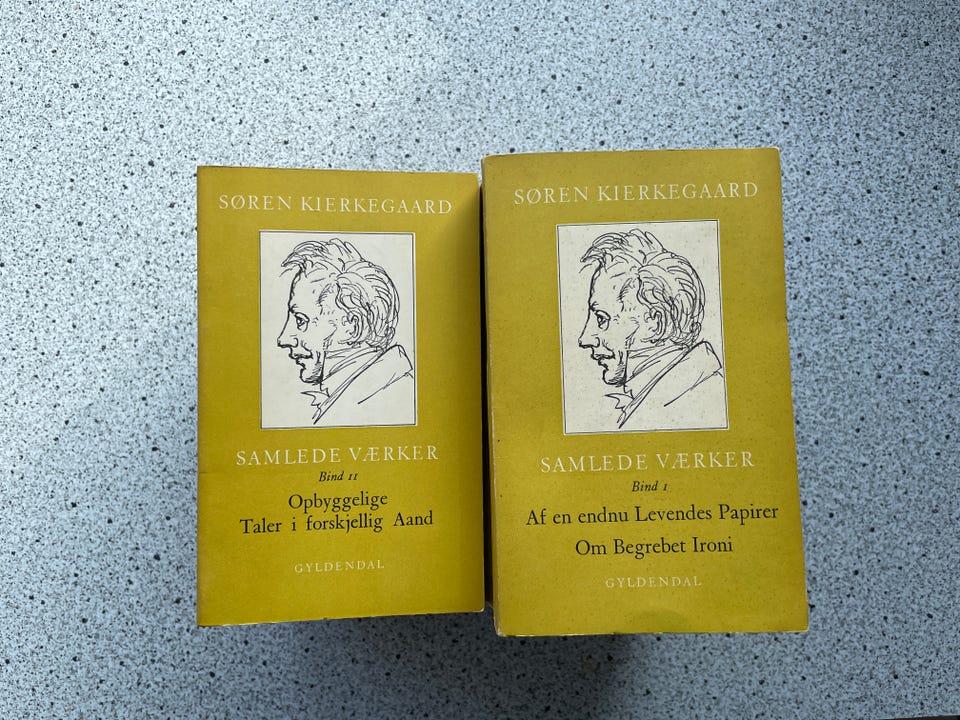 SØREN KIERKEGAARD
SAMLEDE VÆRKER
Bind 11
Opbyggelige
Taler i forskjellig Aand
GYLDENDAL
SØREN KIERKEGAARD
SAMLEDE VÆRKER
Bind 1
Af en endnu Levendes Papirer
Om Begrebet Ironi
GYLDENDAL